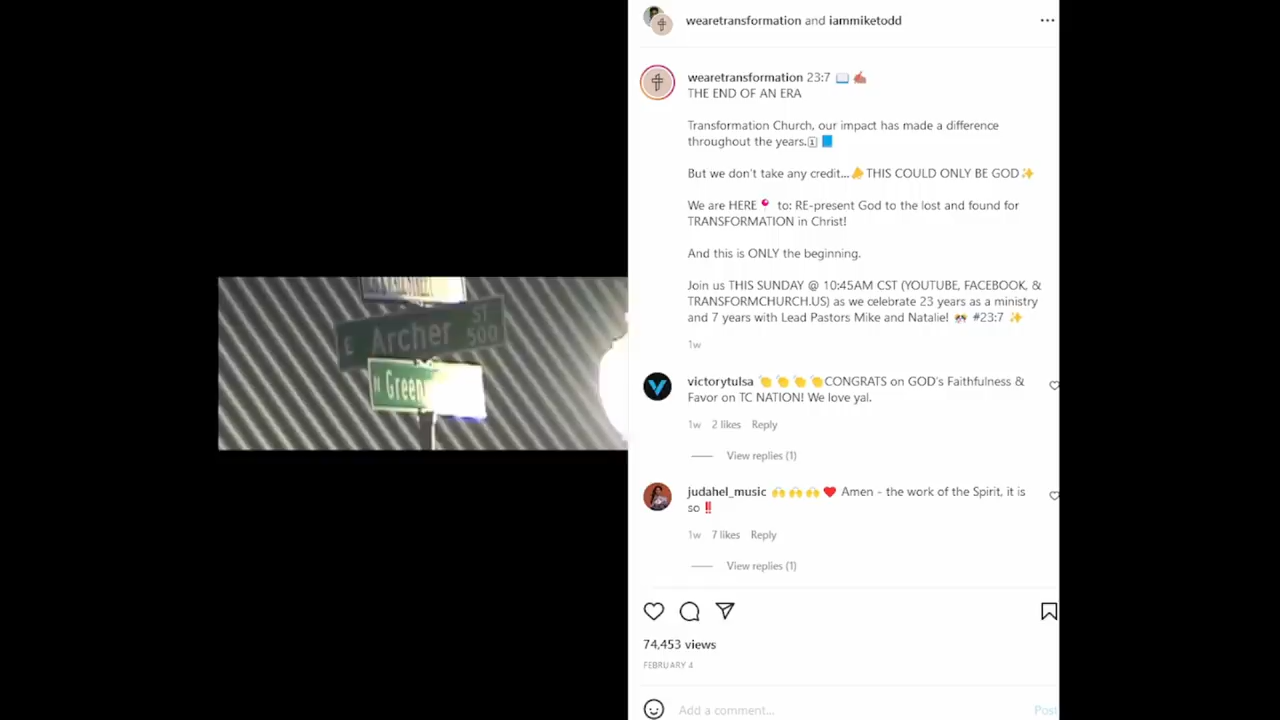 E Archer ST
500
N Green
wearetransformation and iammiketodd
wearetransformation 23:7 📖 ✍🏽
THE END OF AN ERA
Transformation Church, our impact has made a difference
throughout the years.🗓 📘
But we don't take any credit...📣THIS COULD ONLY BE GOD✨
We are HERE📍 to: RE-present God to the lost and found for
TRANSFORMATION in Christ!
And this is ONLY the beginning.
Join us THIS SUNDAY @ 10:45AM CST (YOUTUBE, FACEBOOK, &
TRANSFORMCHURCH.US) as we celebrate 23 years as a ministry
and 7 years with Lead Pastors Mike and Natalie! 🎊 #23:7 ✨
1w
victorytulsa 👏 👏 👏 👏CONGRATS on GOD's Faithfulness &
Favor on TC NATION! We love yal.
1w 2 likes Reply
View replies (1)
judahel_music 🙌 🙌 🙌 ❤️ Amen - the work of the Spirit, it is
so ‼️
1w 7 likes Reply
View replies (1)
74,453 views
FEBRUARY 4
Add a comment...
Post